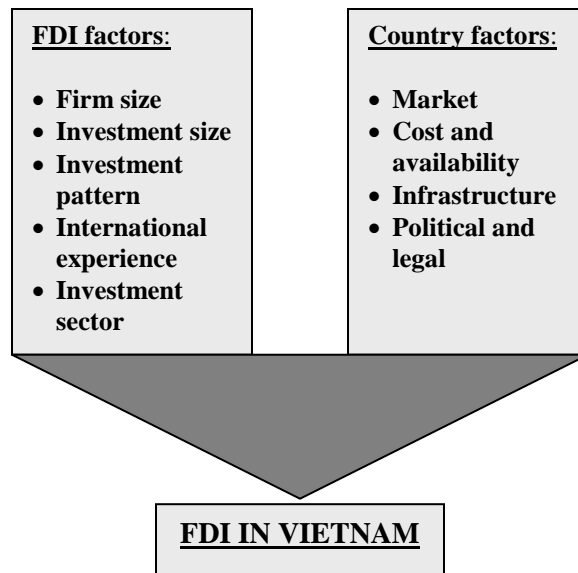 FDI factors:
• Firm size
• Investment size
• Investment
pattern
• International
experience
• Investment
sector
Country factors:
• Market
• Cost and
availability
• Infrastructure
• Political and
legal
FDI IN VIETNAM